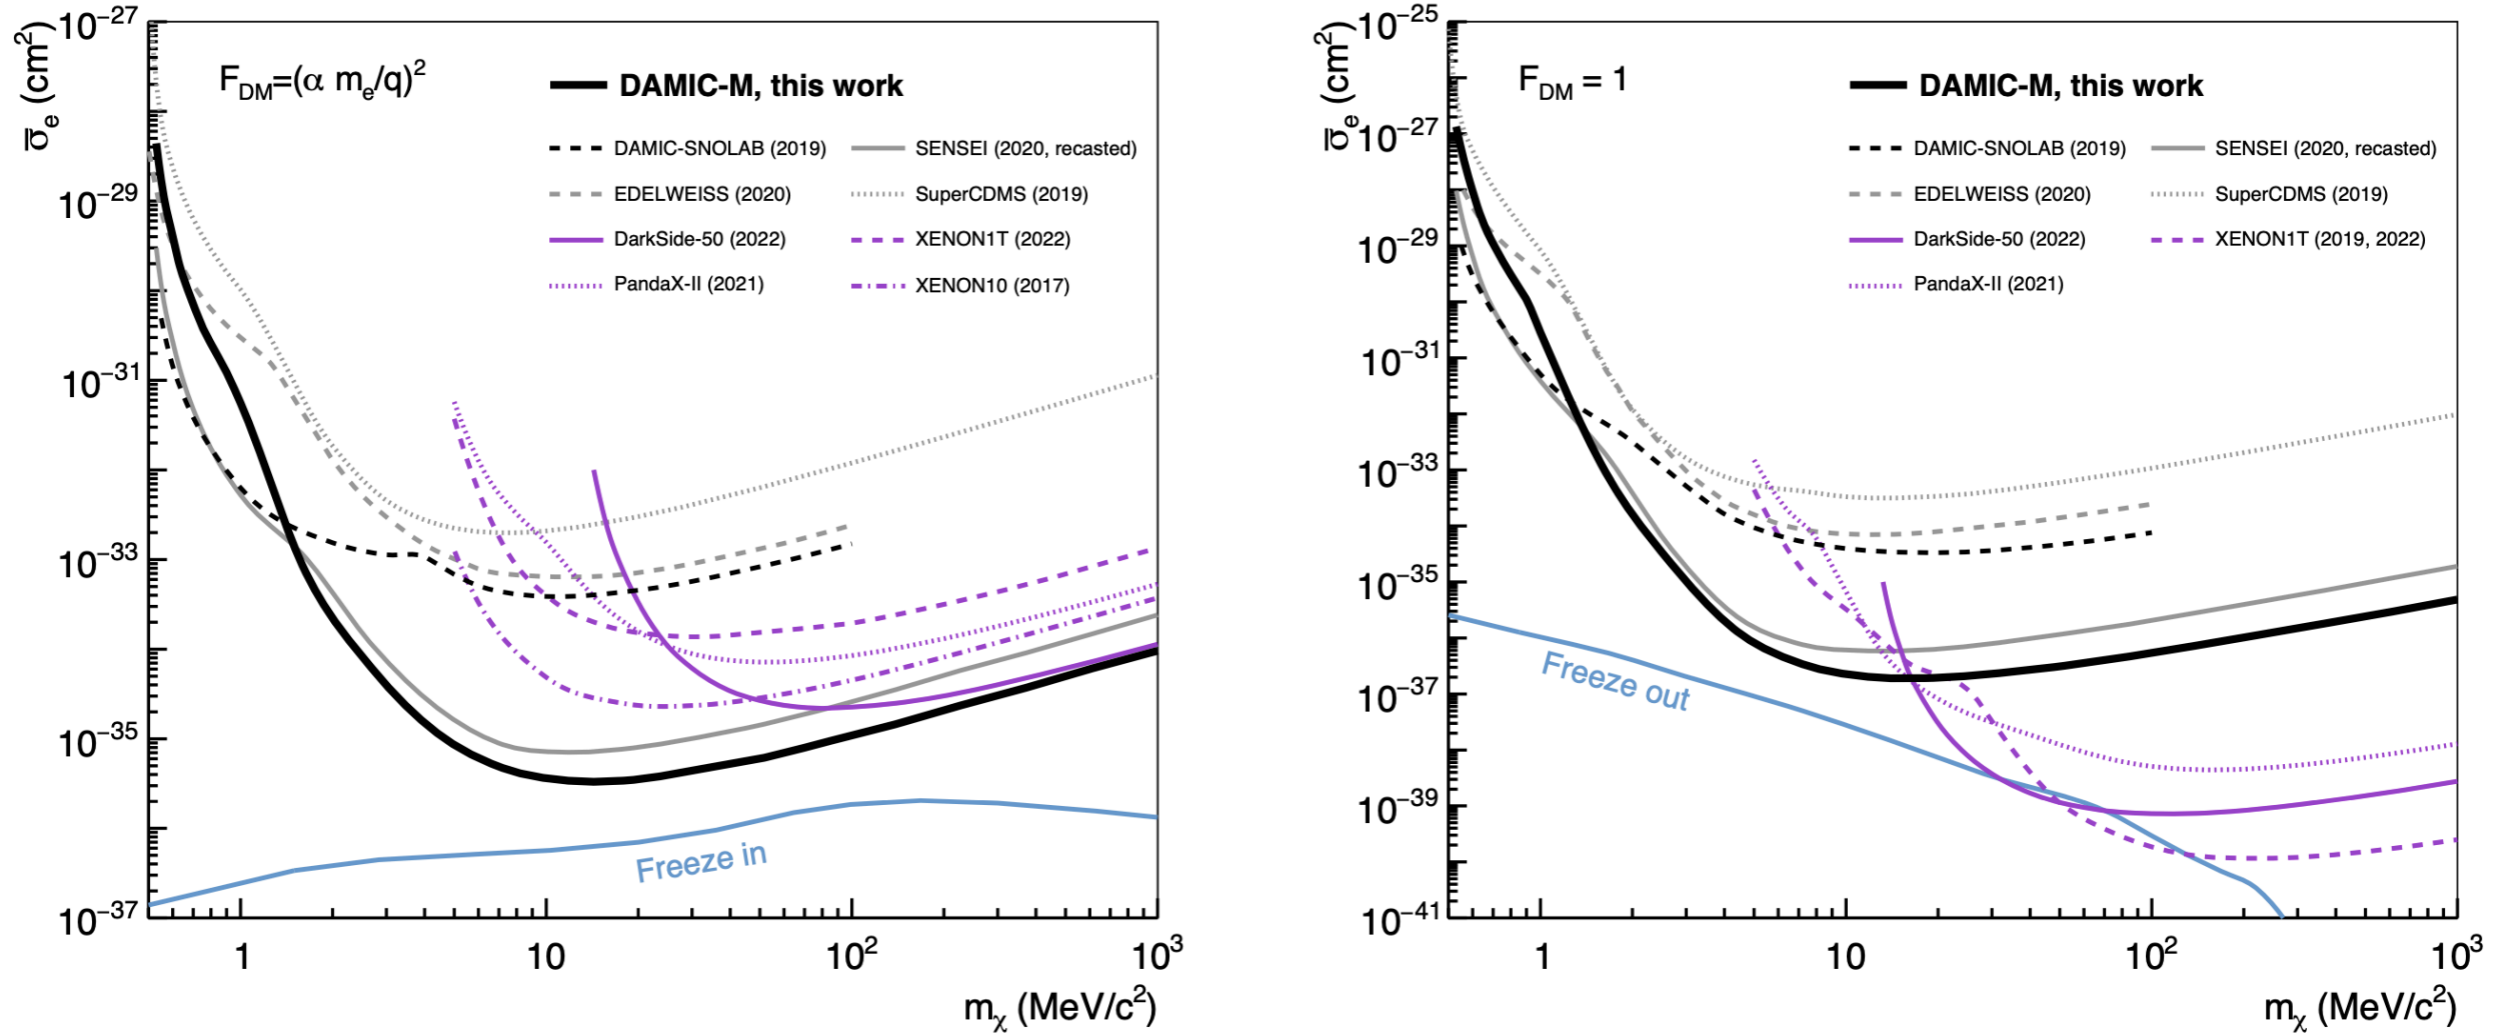 F_DM=(α m_e/q)²
DAMIC-M, this work
DAMIC-SNOLAB (2019)
SENSEI (2020, recasted)
EDELWEISS (2020)
SuperCDMS (2019)
DarkSide-50 (2022)
XENON1T (2022)
PandaX-II (2021)
XENON10 (2017)
Freeze in
σ̅_e (cm²)
10⁻²⁷
10⁻²⁹
10⁻³¹
10⁻³³
10⁻³⁵
10⁻³⁷
1 10 10² 10³
m_χ (MeV/c²)
F_DM = 1
DAMIC-M, this work
DAMIC-SNOLAB (2019)
SENSEI (2020, recasted)
EDELWEISS (2020)
SuperCDMS (2019)
DarkSide-50 (2022)
XENON1T (2019, 2022)
PandaX-II (2021)
Freeze out
σ̅_e (cm²)
10⁻²⁵
10⁻²⁷
10⁻²⁹
10⁻³¹
10⁻³³
10⁻³⁵
10⁻³⁷
10⁻³⁹
10⁻⁴¹
1 10 10² 10³
m_χ (MeV/c²)